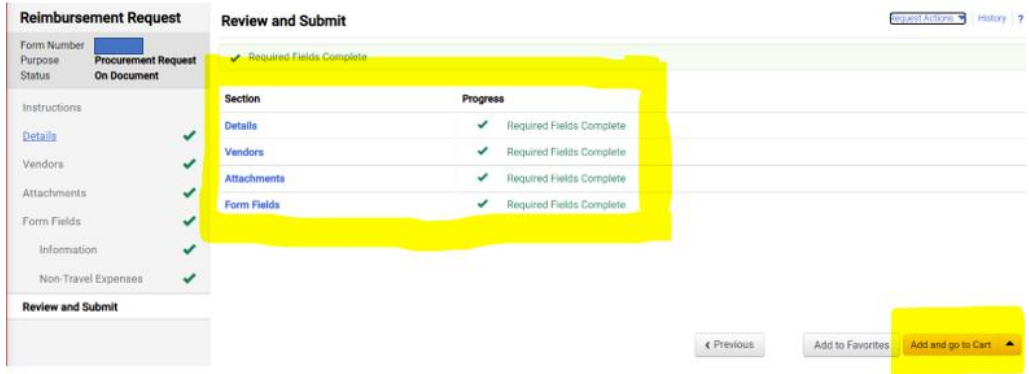 Reimbursement Request
Form Number
Purpose Procurement Request
Status On Document
Instructions
Details
Vendors
Attachments
Form Fields
Information
Non-Travel Expenses
Review and Submit
Review and Submit
Request Actions History ?
Required Fields Complete
Section Progress
Details Required Fields Complete
Vendors Required Fields Complete
Attachments Required Fields Complete
Form Fields Required Fields Complete
Previous Add to Favorites Add and go to Cart